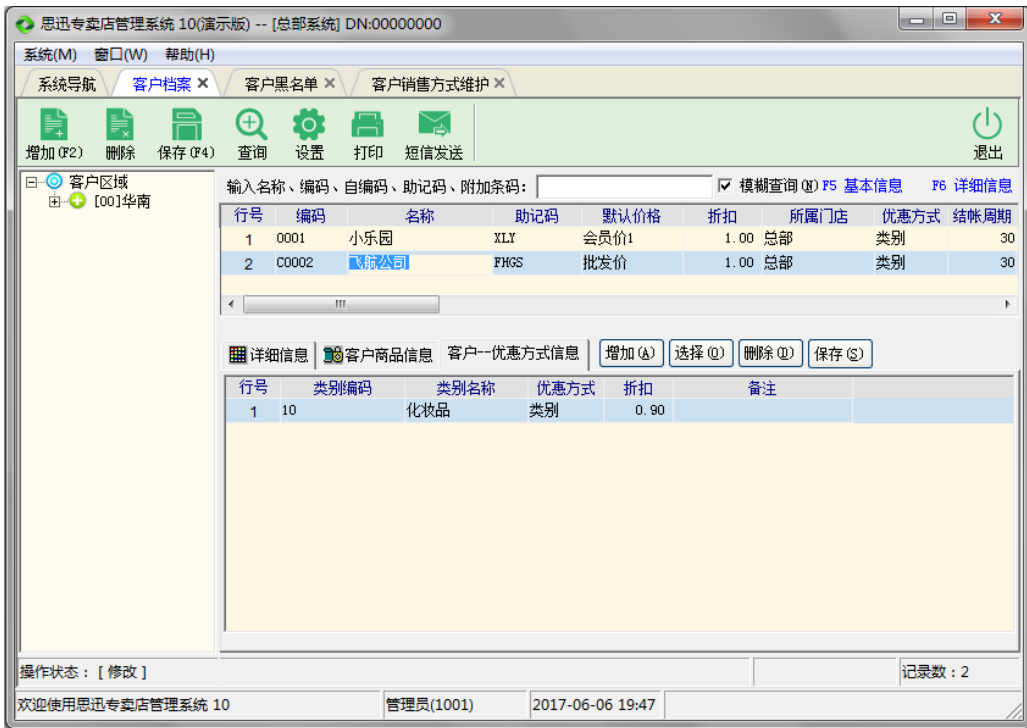 思迅专卖店管理系统 10(演示版) -- [总部系统] DN:00000000
系统(M) 窗口(W) 帮助(H)
系统导航 客户档案 客户黑名单 客户销售方式维护
增加(F2) 删除 保存(F4) 查询 设置 打印 短信发送 退出
客户区域
[00]华南
输入名称、编码、自编码、助记码、附加条码: 模糊查询(N) F5 基本信息 F6 详细信息
行号 编码 名称 助记码 默认价格 折扣 所属门店 优惠方式 结帐周期
1 0001 小乐园 XLY 会员价1 1.00 总部 类别 30
2 C0002 飞航公司 FHGS 批发价 1.00 总部 类别 30
详细信息 客户商品信息 客户--优惠方式信息 增加(A) 选择(Q) 删除(D) 保存(S)
行号 类别编码 类别名称 优惠方式 折扣 备注
1 10 化妆品 类别 0.90
操作状态: [ 修改 ] 记录数:2
欢迎使用思迅专卖店管理系统 10 管理员(1001) 2017-06-06 19:47